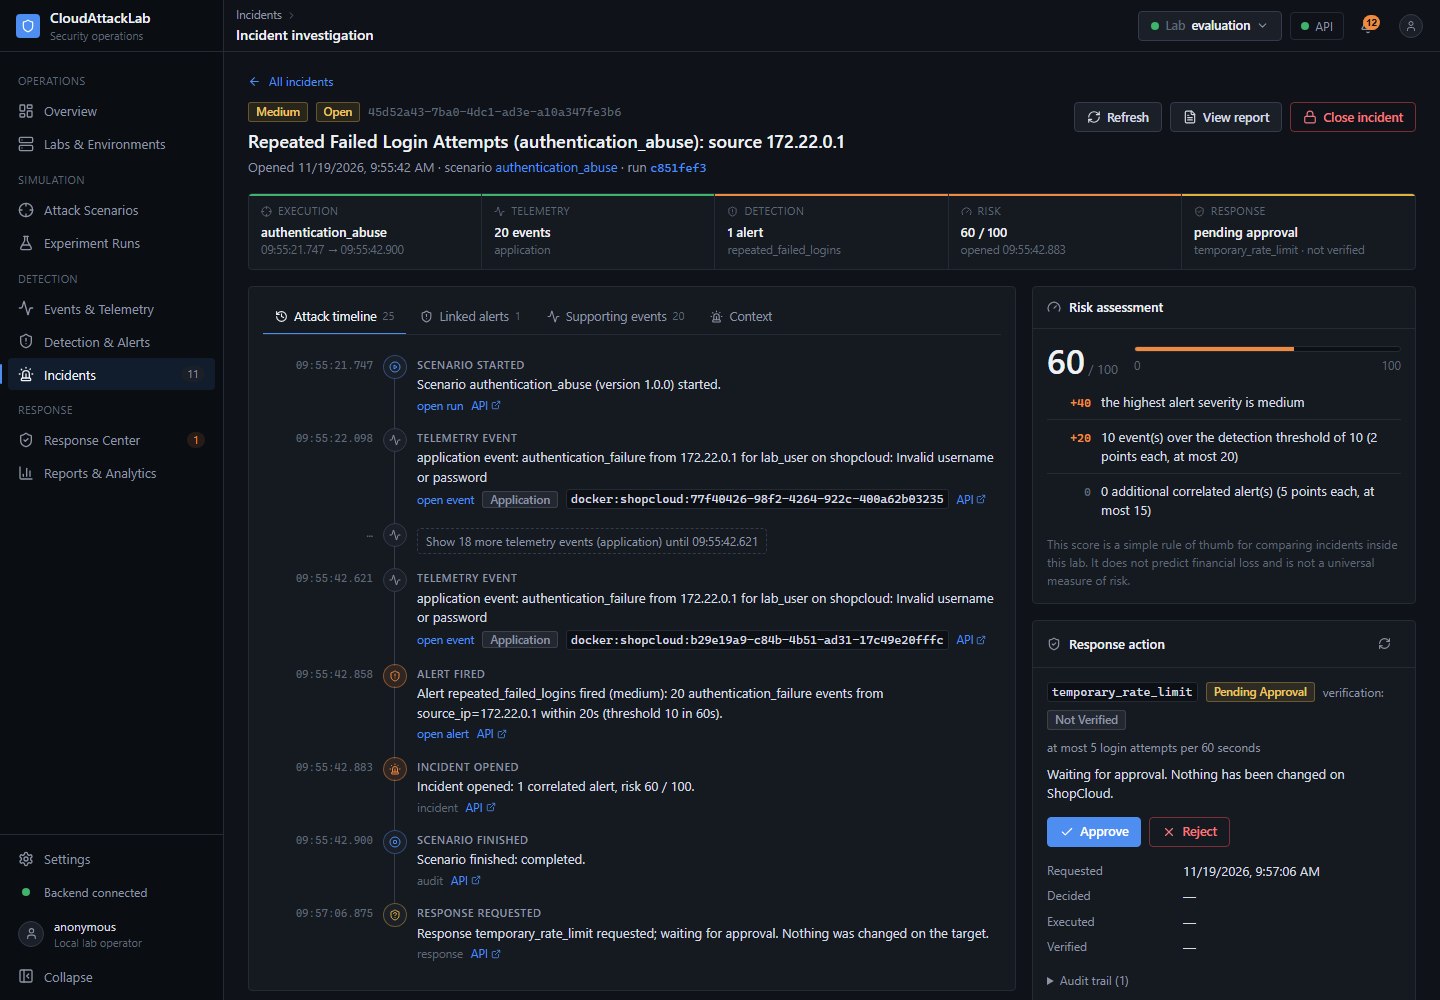 CloudAttackLab
Security operations
OPERATIONS
Overview
Labs & Environments
SIMULATION
Attack Scenarios
Experiment Runs
DETECTION
Events & Telemetry
Detection & Alerts
Incidents 11
RESPONSE
Response Center 1
Reports & Analytics
Settings
Backend connected
anonymous
Local lab operator
Collapse
Incidents
Incident investigation
Lab evaluation
API
12
All incidents
Medium Open 45d52a43-7ba0-4dc1-ad3e-a10a347fe3b6
Refresh
View report
Close incident
Repeated Failed Login Attempts (authentication_abuse): source 172.22.0.1
Opened 11/19/2026, 9:55:42 AM · scenario authentication_abuse · run c851fef3
EXECUTION
authentication_abuse
09:55:21.747 → 09:55:42.900
TELEMETRY
20 events
application
DETECTION
1 alert
repeated_failed_logins
RISK
60 / 100
opened 09:55:42.883
RESPONSE
pending approval
temporary_rate_limit · not verified
Attack timeline 25
Linked alerts 1
Supporting events 20
Context
09:55:21.747 SCENARIO STARTED
Scenario authentication_abuse (version 1.0.0) started.
open run API
09:55:22.098 TELEMETRY EVENT
application event: authentication_failure from 172.22.0.1 for lab_user on shopcloud: Invalid username
or password
open event Application docker:shopcloud:77f40426-98f2-4264-922c-400a62b03235 API
… Show 18 more telemetry events (application) until 09:55:42.621
09:55:42.621 TELEMETRY EVENT
application event: authentication_failure from 172.22.0.1 for lab_user on shopcloud: Invalid username
or password
open event Application docker:shopcloud:b29e19a9-c84b-4b51-ad31-17c49e20fffc API
09:55:42.858 ALERT FIRED
Alert repeated_failed_logins fired (medium): 20 authentication_failure events from
source_ip=172.22.0.1 within 20s (threshold 10 in 60s).
open alert API
09:55:42.883 INCIDENT OPENED
Incident opened: 1 correlated alert, risk 60 / 100.
incident API
09:55:42.900 SCENARIO FINISHED
Scenario finished: completed.
audit API
09:57:06.875 RESPONSE REQUESTED
Response temporary_rate_limit requested; waiting for approval. Nothing was changed on the target.
response API
Risk assessment
60 / 100
0 100
+40 the highest alert severity is medium
+20 10 event(s) over the detection threshold of 10 (2
points each, at most 20)
0 0 additional correlated alert(s) (5 points each, at
most 15)
This score is a simple rule of thumb for comparing incidents inside
this lab. It does not predict financial loss and is not a universal
measure of risk.
Response action
temporary_rate_limit Pending Approval verification:
Not Verified
at most 5 login attempts per 60 seconds
Waiting for approval. Nothing has been changed on
ShopCloud.
Approve
Reject
Requested 11/19/2026, 9:57:06 AM
Decided —
Executed —
Verified —
Audit trail (1)